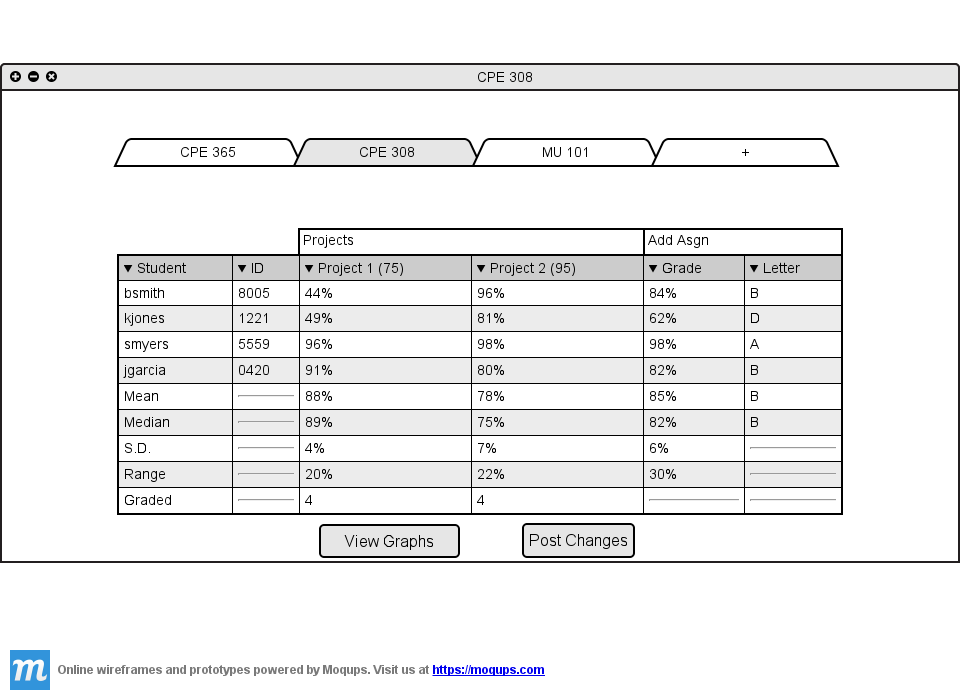 CPE 308
CPE 365 CPE 308 MU 101 +
Projects Add Asgn
▼ Student ▼ ID ▼ Project 1 (75) ▼ Project 2 (95) ▼ Grade ▼ Letter
bsmith 8005 44% 96% 84% B
kjones 1221 49% 81% 62% D
smyers 5559 96% 98% 98% A
jgarcia 0420 91% 80% 82% B
Mean 88% 78% 85% B
Median 89% 75% 82% B
S.D. 4% 7% 6%
Range 20% 22% 30%
Graded 4 4
View Graphs Post Changes
m Online wireframes and prototypes powered by Moqups. Visit us at https://moqups.com